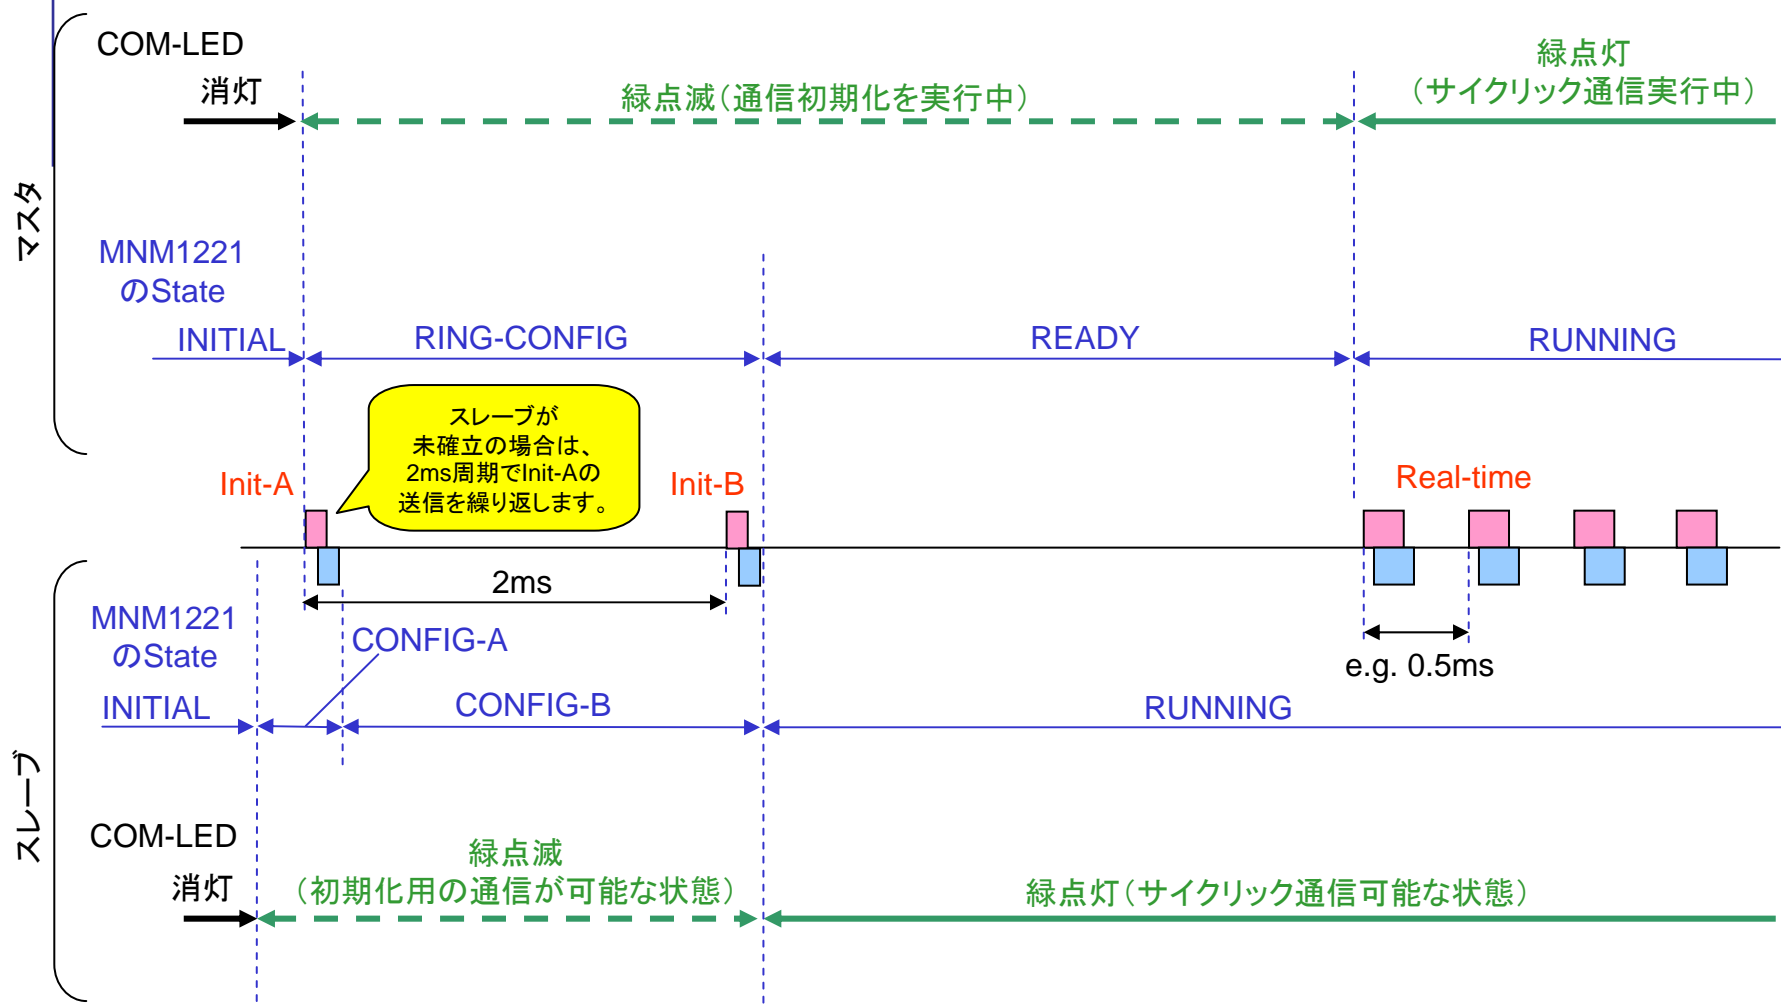 マスタ
COM-LED
消灯
緑点滅（通信初期化を実行中）
緑点灯
（サイクリック通信実行中）
MNM1221
のState
INITIAL
RING-CONFIG
READY
RUNNING
スレーブが
未確立の場合は、
2ms周期でInit-Aの
送信を繰り返します。
Init-A
Init-B
Real-time
2ms
e.g. 0.5ms
スレーブ
MNM1221
のState
CONFIG-A
INITIAL
CONFIG-B
RUNNING
COM-LED
消灯
緑点滅
（初期化用の通信が可能な状態）
緑点灯（サイクリック通信可能な状態）